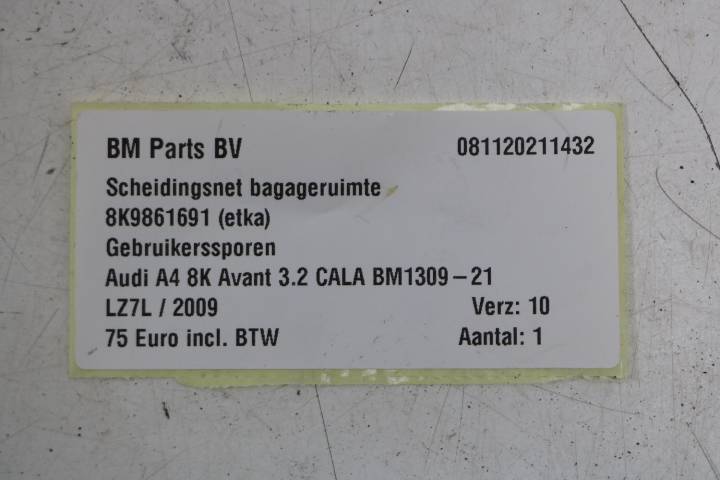 BM Parts BV 081120211432
Scheidingsnet bagageruimte
8K9861691 (etka)
Gebruikerssporen
Audi A4 8K Avant 3.2 CALA BM1309-21
LZ7L / 2009 Verz: 10
75 Euro incl. BTW Aantal: 1